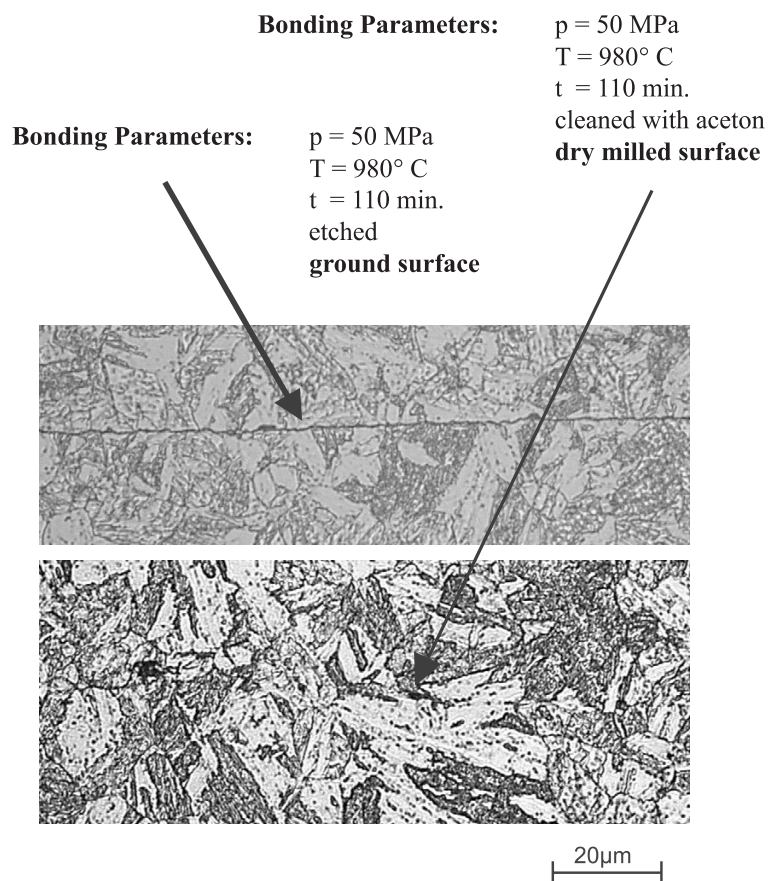 Bonding Parameters: p = 50 MPa
T = 980° C
t = 110 min.
cleaned with aceton
dry milled surface
Bonding Parameters: p = 50 MPa
T = 980° C
t = 110 min.
etched
ground surface
20µm